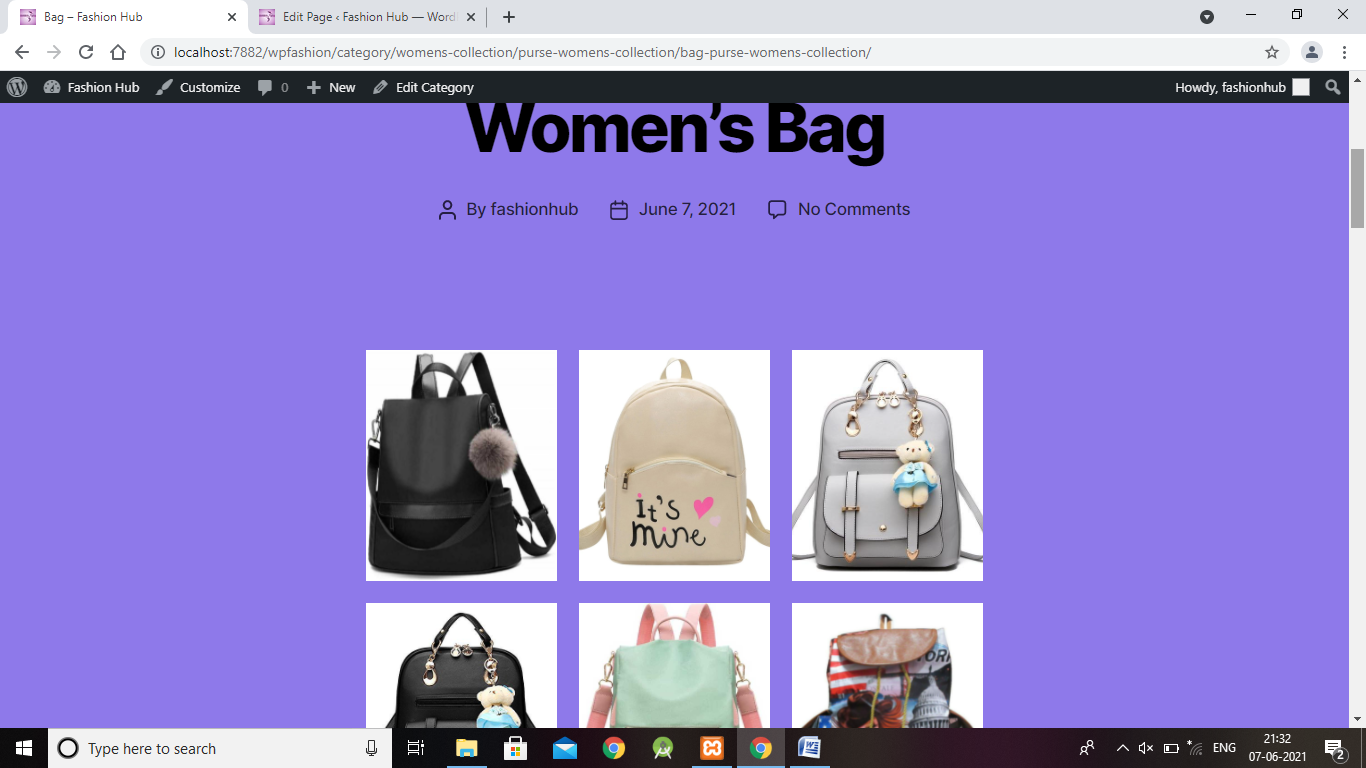 Bag – Fashion Hub
Edit Page ‹ Fashion Hub — Word
localhost:7882/wpfashion/category/womens-collection/purse-womens-collection/bag-purse-womens-collection/
Fashion Hub
Customize
0
New
Edit Category
Howdy, fashionhub
Women’s Bag
By fashionhub
June 7, 2021
No Comments
it's
mine
YORK
Type here to search
ENG
21:32
07-06-2021
2